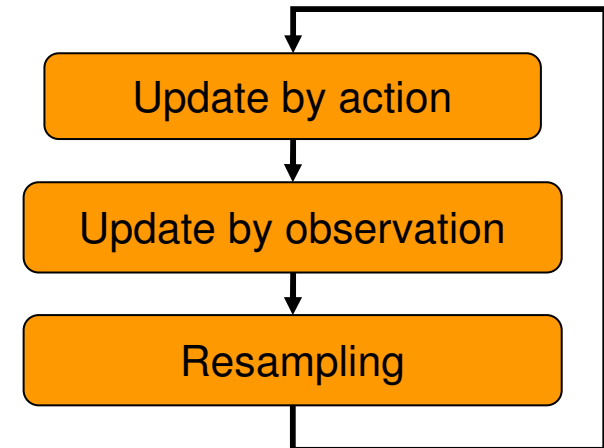 Update by action
Update by observation
Resampling